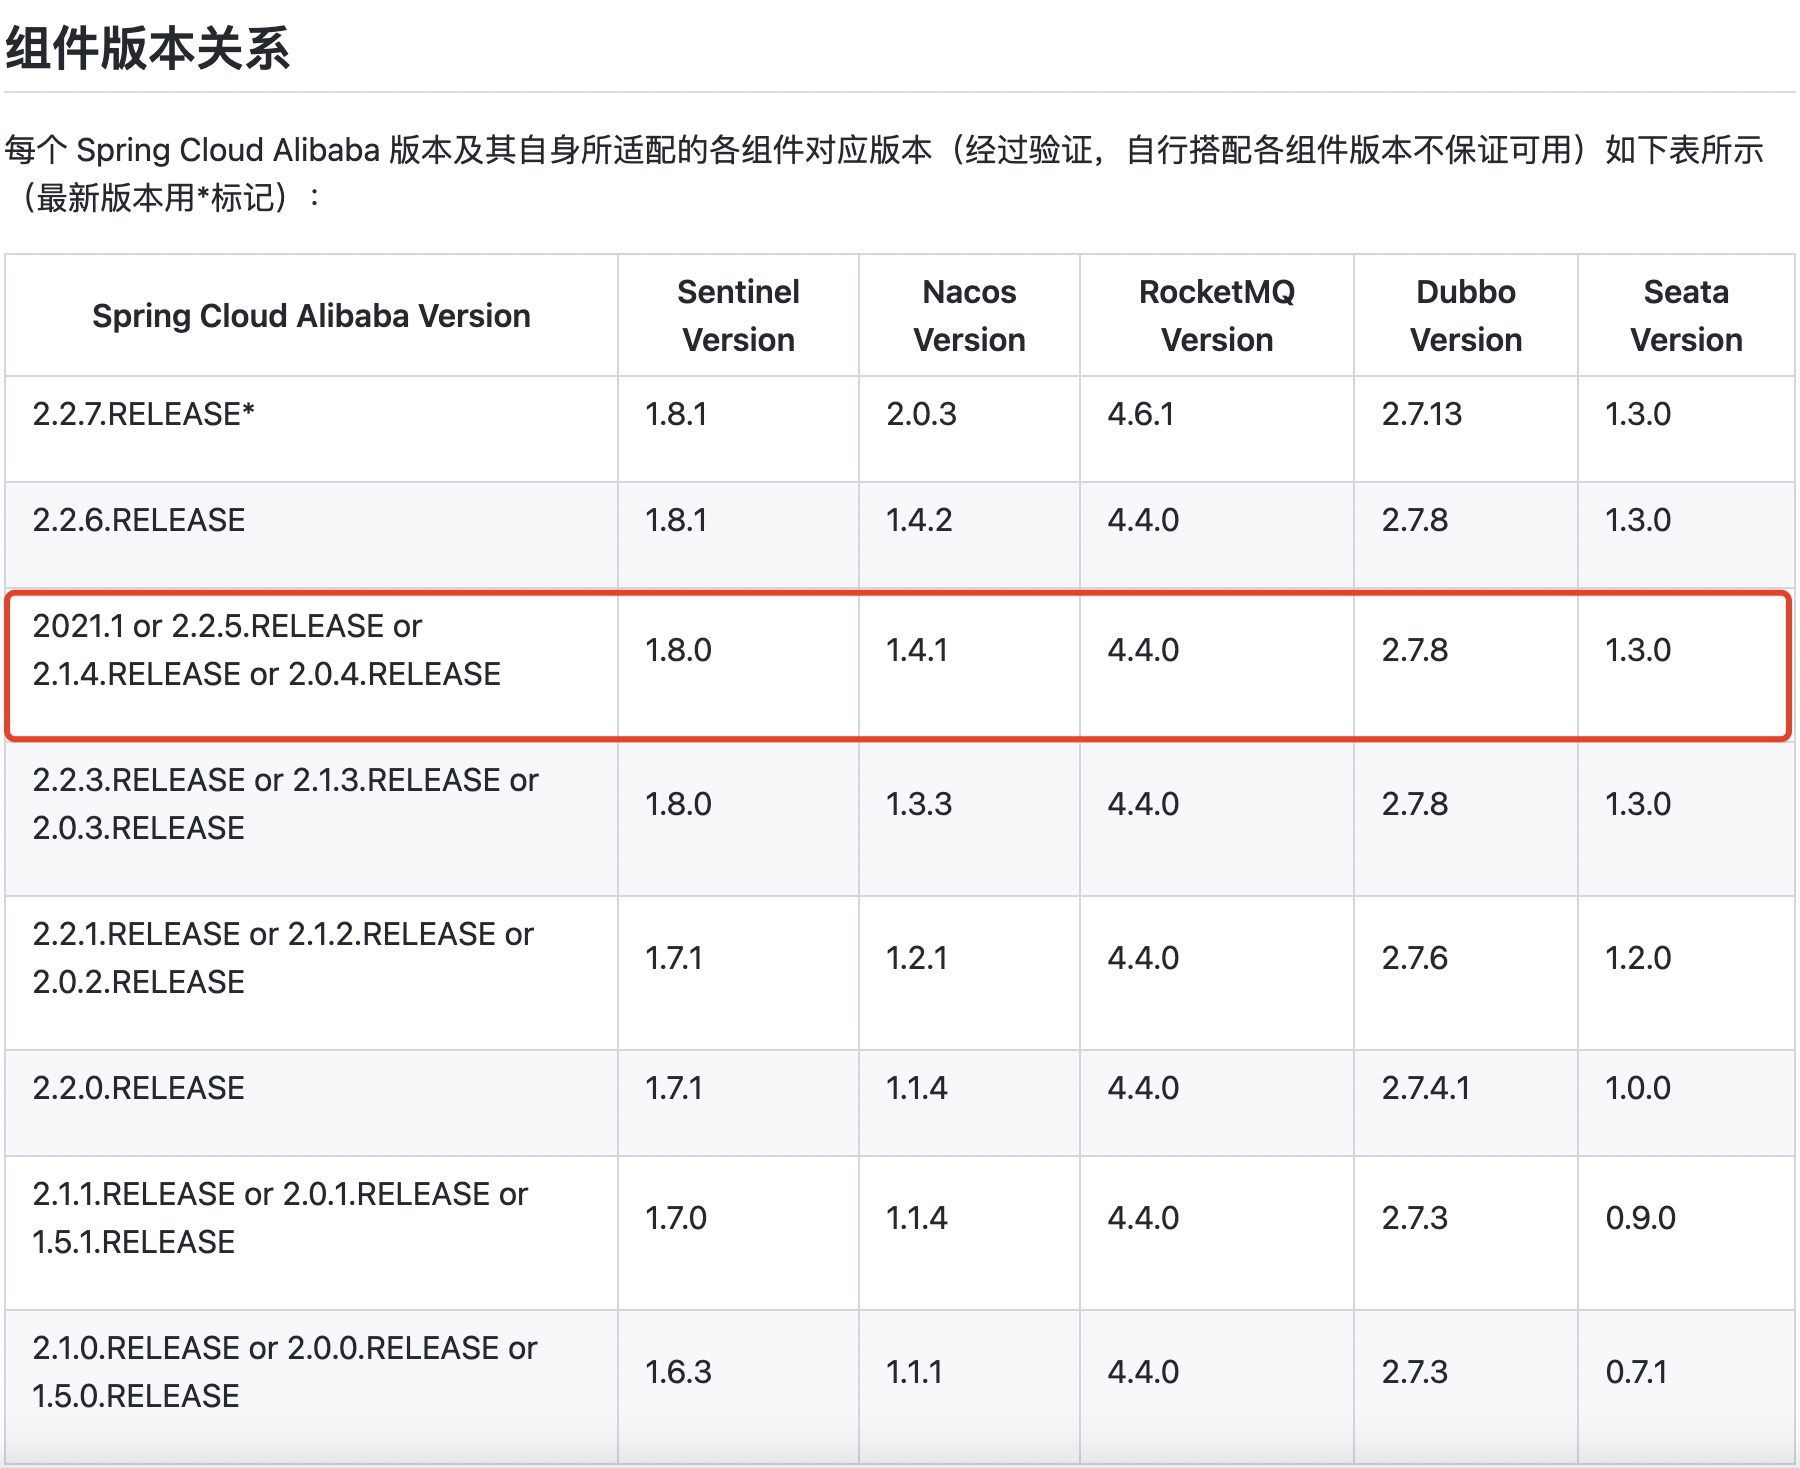 组件版本关系
每个 Spring Cloud Alibaba 版本及其自身所适配的各组件对应版本（经过验证，自行搭配各组件版本不保证可用）如下表所示
（最新版本用*标记）：
Spring Cloud Alibaba Version Sentinel Version Nacos Version RocketMQ Version Dubbo Version Seata Version
2.2.7.RELEASE* 1.8.1 2.0.3 4.6.1 2.7.13 1.3.0
2.2.6.RELEASE 1.8.1 1.4.2 4.4.0 2.7.8 1.3.0
2021.1 or 2.2.5.RELEASE or
2.1.4.RELEASE or 2.0.4.RELEASE 1.8.0 1.4.1 4.4.0 2.7.8 1.3.0
2.2.3.RELEASE or 2.1.3.RELEASE or
2.0.3.RELEASE 1.8.0 1.3.3 4.4.0 2.7.8 1.3.0
2.2.1.RELEASE or 2.1.2.RELEASE or
2.0.2.RELEASE 1.7.1 1.2.1 4.4.0 2.7.6 1.2.0
2.2.0.RELEASE 1.7.1 1.1.4 4.4.0 2.7.4.1 1.0.0
2.1.1.RELEASE or 2.0.1.RELEASE or
1.5.1.RELEASE 1.7.0 1.1.4 4.4.0 2.7.3 0.9.0
2.1.0.RELEASE or 2.0.0.RELEASE or
1.5.0.RELEASE 1.6.3 1.1.1 4.4.0 2.7.3 0.7.1